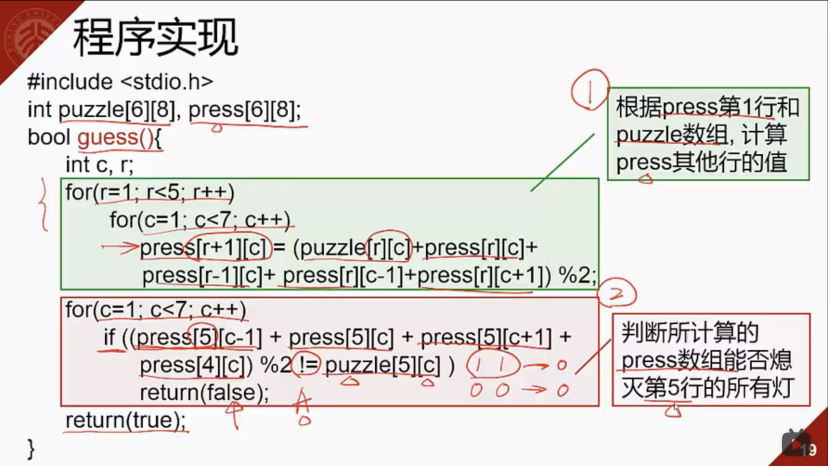 程序实现
#include <stdio.h>
int puzzle[6][8], press[6][8];
bool guess(){
int c, r;
for(r=1; r<5; r++)
for(c=1; c<7; c++)
press[r+1][c] = (puzzle[r][c]+press[r][c]+
press[r-1][c]+ press[r][c-1]+press[r][c+1]) %2;
for(c=1; c<7; c++)
if ((press[5][c-1] + press[5][c] + press[5][c+1] +
press[4][c]) %2 != puzzle[5][c] )
return(false);
return(true);
}
1
根据press第1行和
puzzle数组, 计算
press其他行的值
2
判断所计算的
press数组能否熄
灭第5行的所有灯
1 1 → 0
0 0 → 0
19